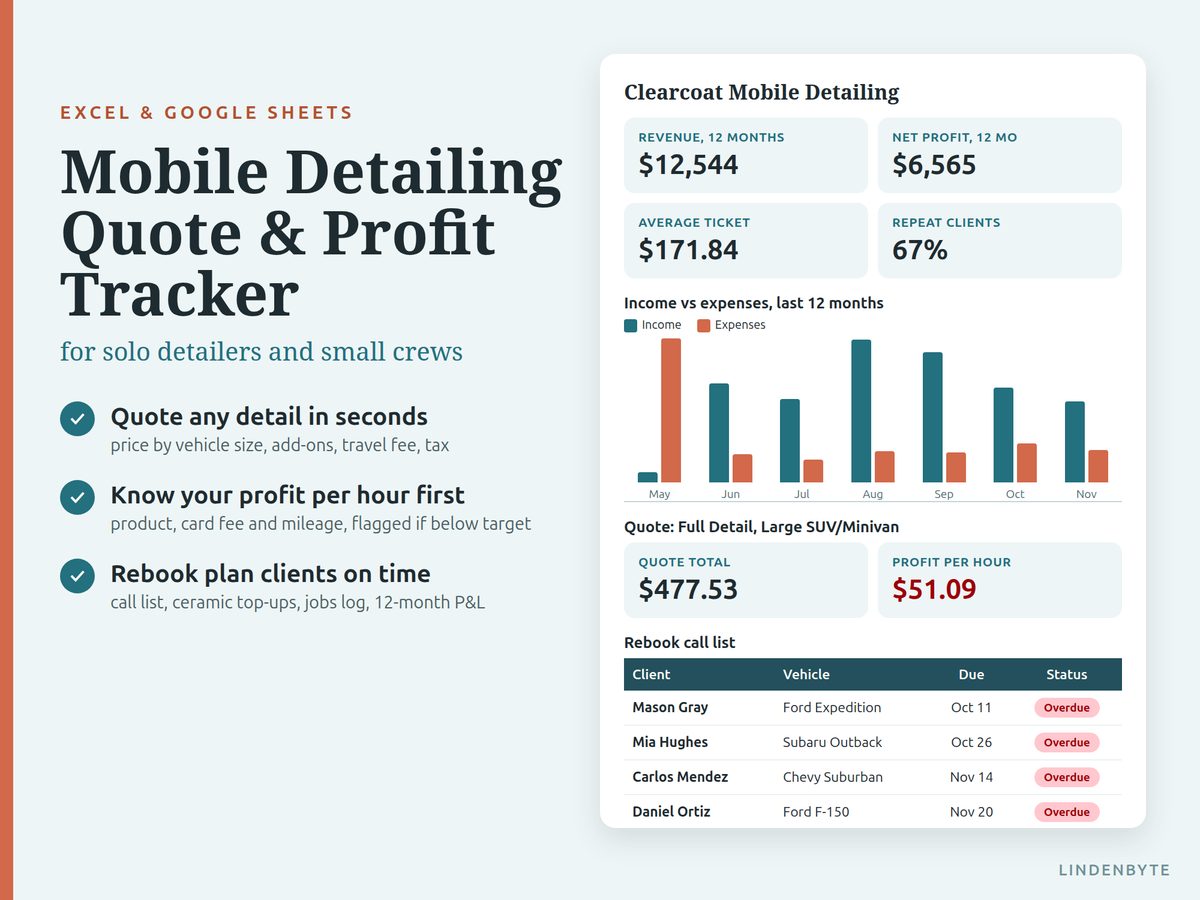 EXCEL & GOOGLE SHEETS
Mobile Detailing
Quote & Profit
Tracker
for solo detailers and small crews
Quote any detail in seconds
price by vehicle size, add-ons, travel fee, tax
Know your profit per hour first
product, card fee and mileage, flagged if below target
Rebook plan clients on time
call list, ceramic top-ups, jobs log, 12-month P&L
Clearcoat Mobile Detailing
REVENUE, 12 MONTHS
$12,544
NET PROFIT, 12 MO
$6,565
AVERAGE TICKET
$171.84
REPEAT CLIENTS
67%
Income vs expenses, last 12 months
Income Expenses
May Jun Jul Aug Sep Oct Nov
Quote: Full Detail, Large SUV/Minivan
QUOTE TOTAL
$477.53
PROFIT PER HOUR
$51.09
Rebook call list
Client Vehicle Due Status
Mason Gray Ford Expedition Oct 11 Overdue
Mia Hughes Subaru Outback Oct 26 Overdue
Carlos Mendez Chevy Suburban Nov 14 Overdue
Daniel Ortiz Ford F-150 Nov 20 Overdue
LINDENBYTE